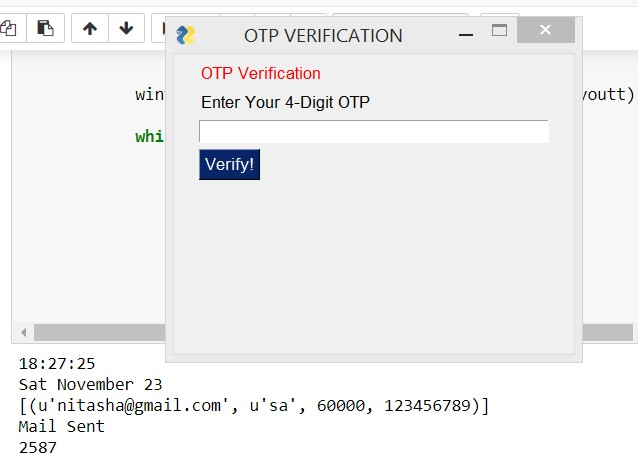 OTP VERIFICATION
OTP Verification
Enter Your 4-Digit OTP
Verify!
win
youtt)
whi
18:27:25
Sat November 23
[(u'nitasha@gmail.com', u'sa', 60000, 123456789)]
Mail Sent
2587